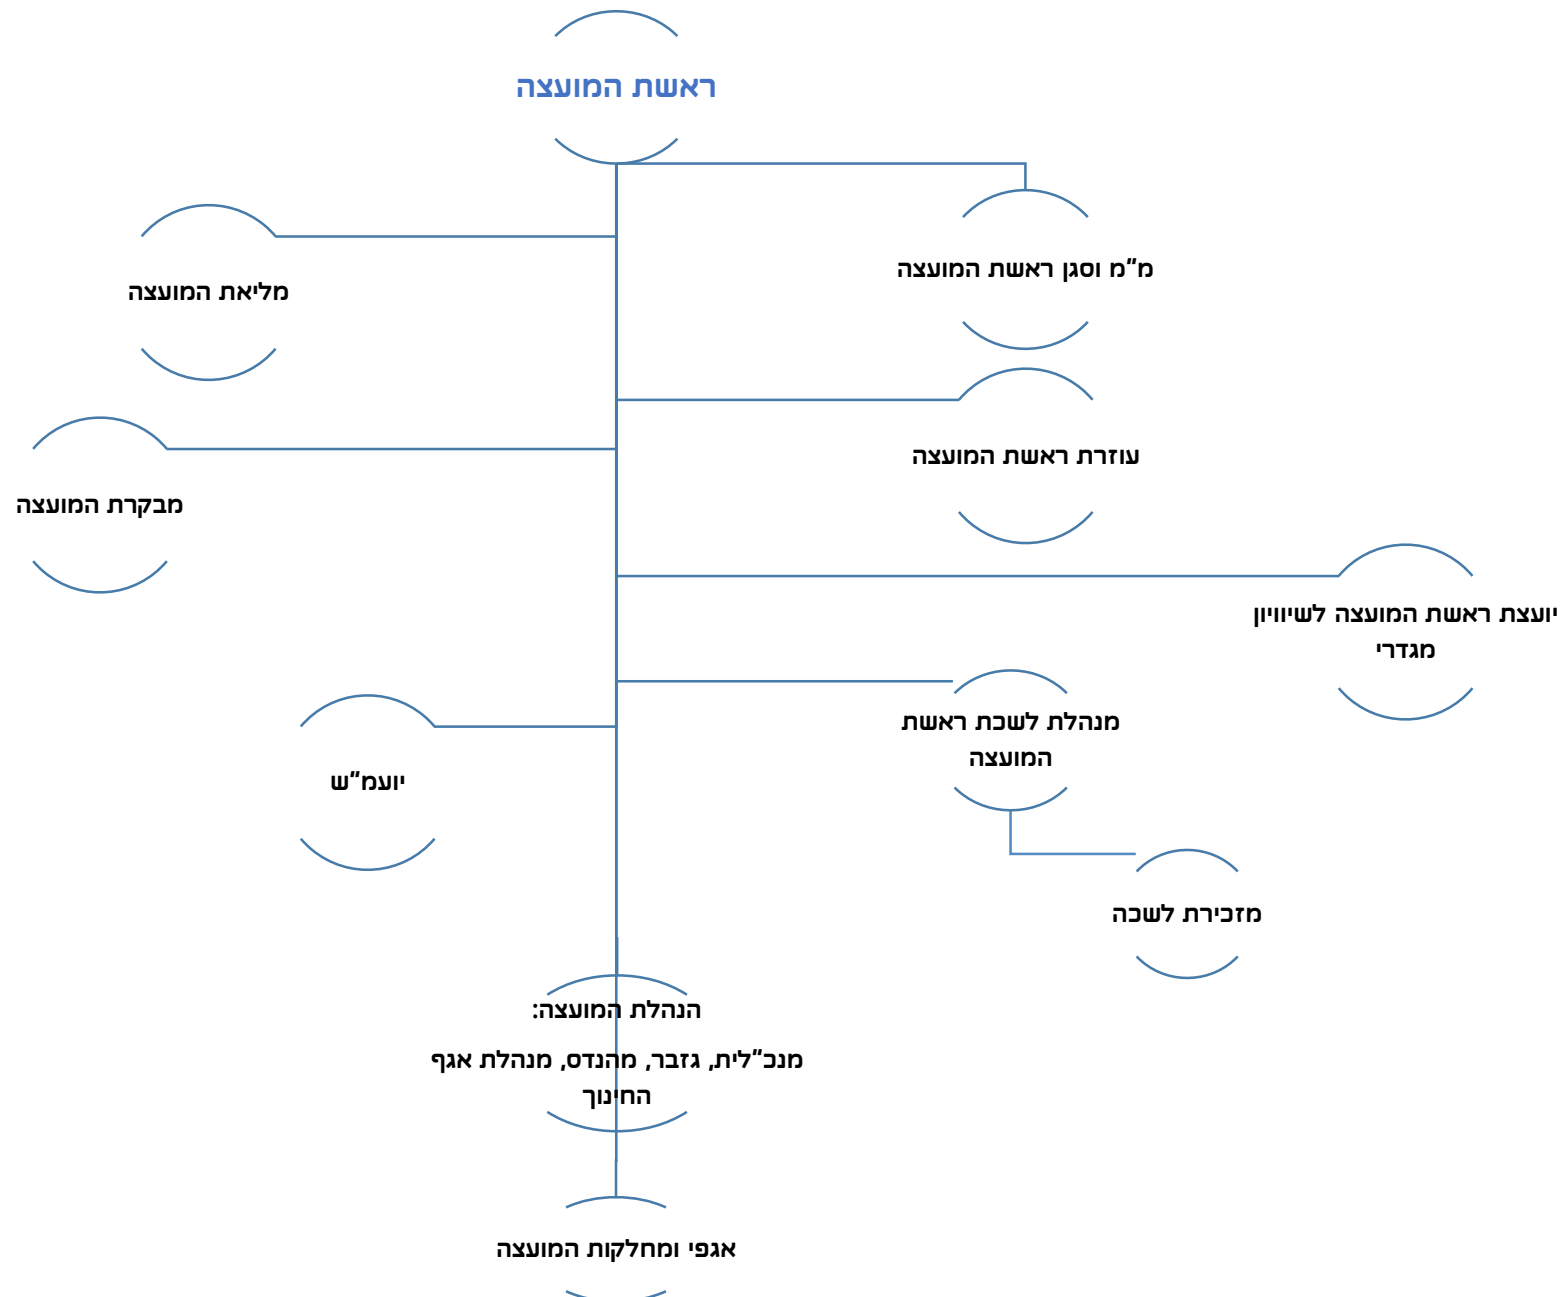 ראשת המועצה
מ"מ וסגן ראשת המועצה
מליאת המועצה
עוזרת ראשת המועצה
מבקרת המועצה
יועצת ראשת המועצה לשיוויון
מגדרי
מנהלת לשכת ראשת
המועצה
יועמ"ש
מזכירת לשכה
הנהלת המועצה:
מנכ"לית, גזבר, מהנדס, מנהלת אגף
החינוך
אגפי ומחלקות המועצה